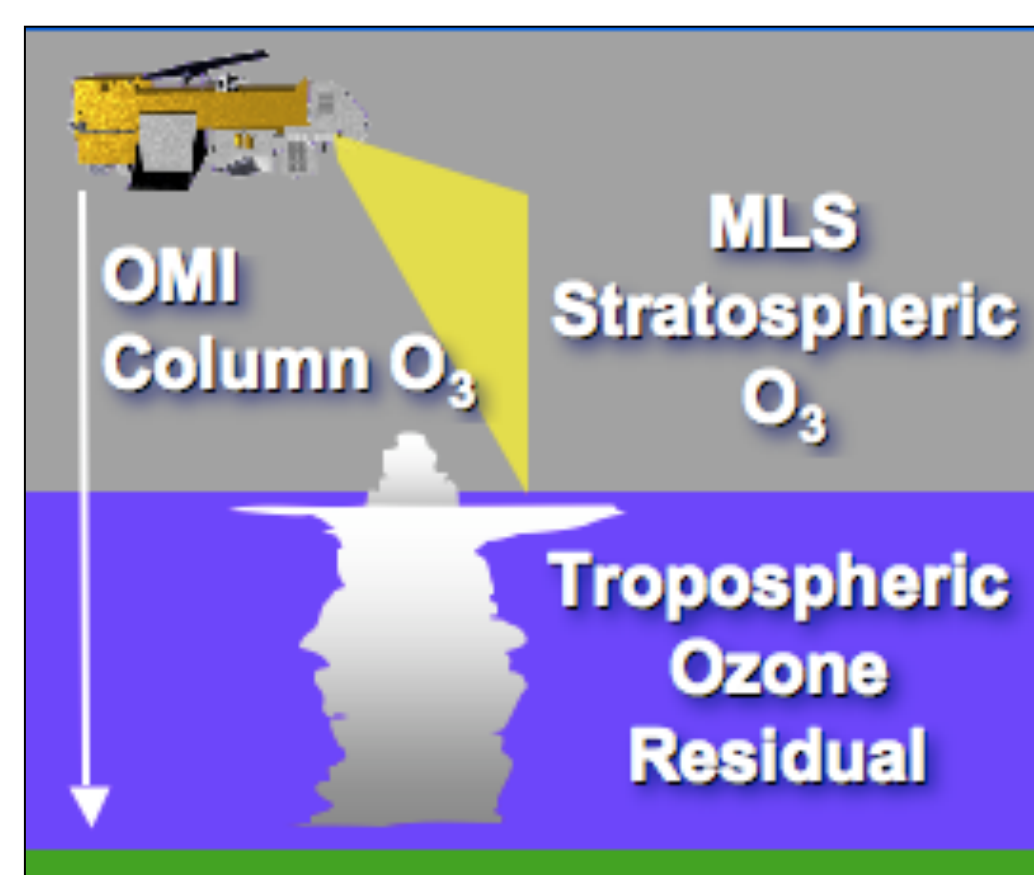 OMI
Column O₃
MLS
Stratospheric
O₃
Tropospheric
Ozone
Residual